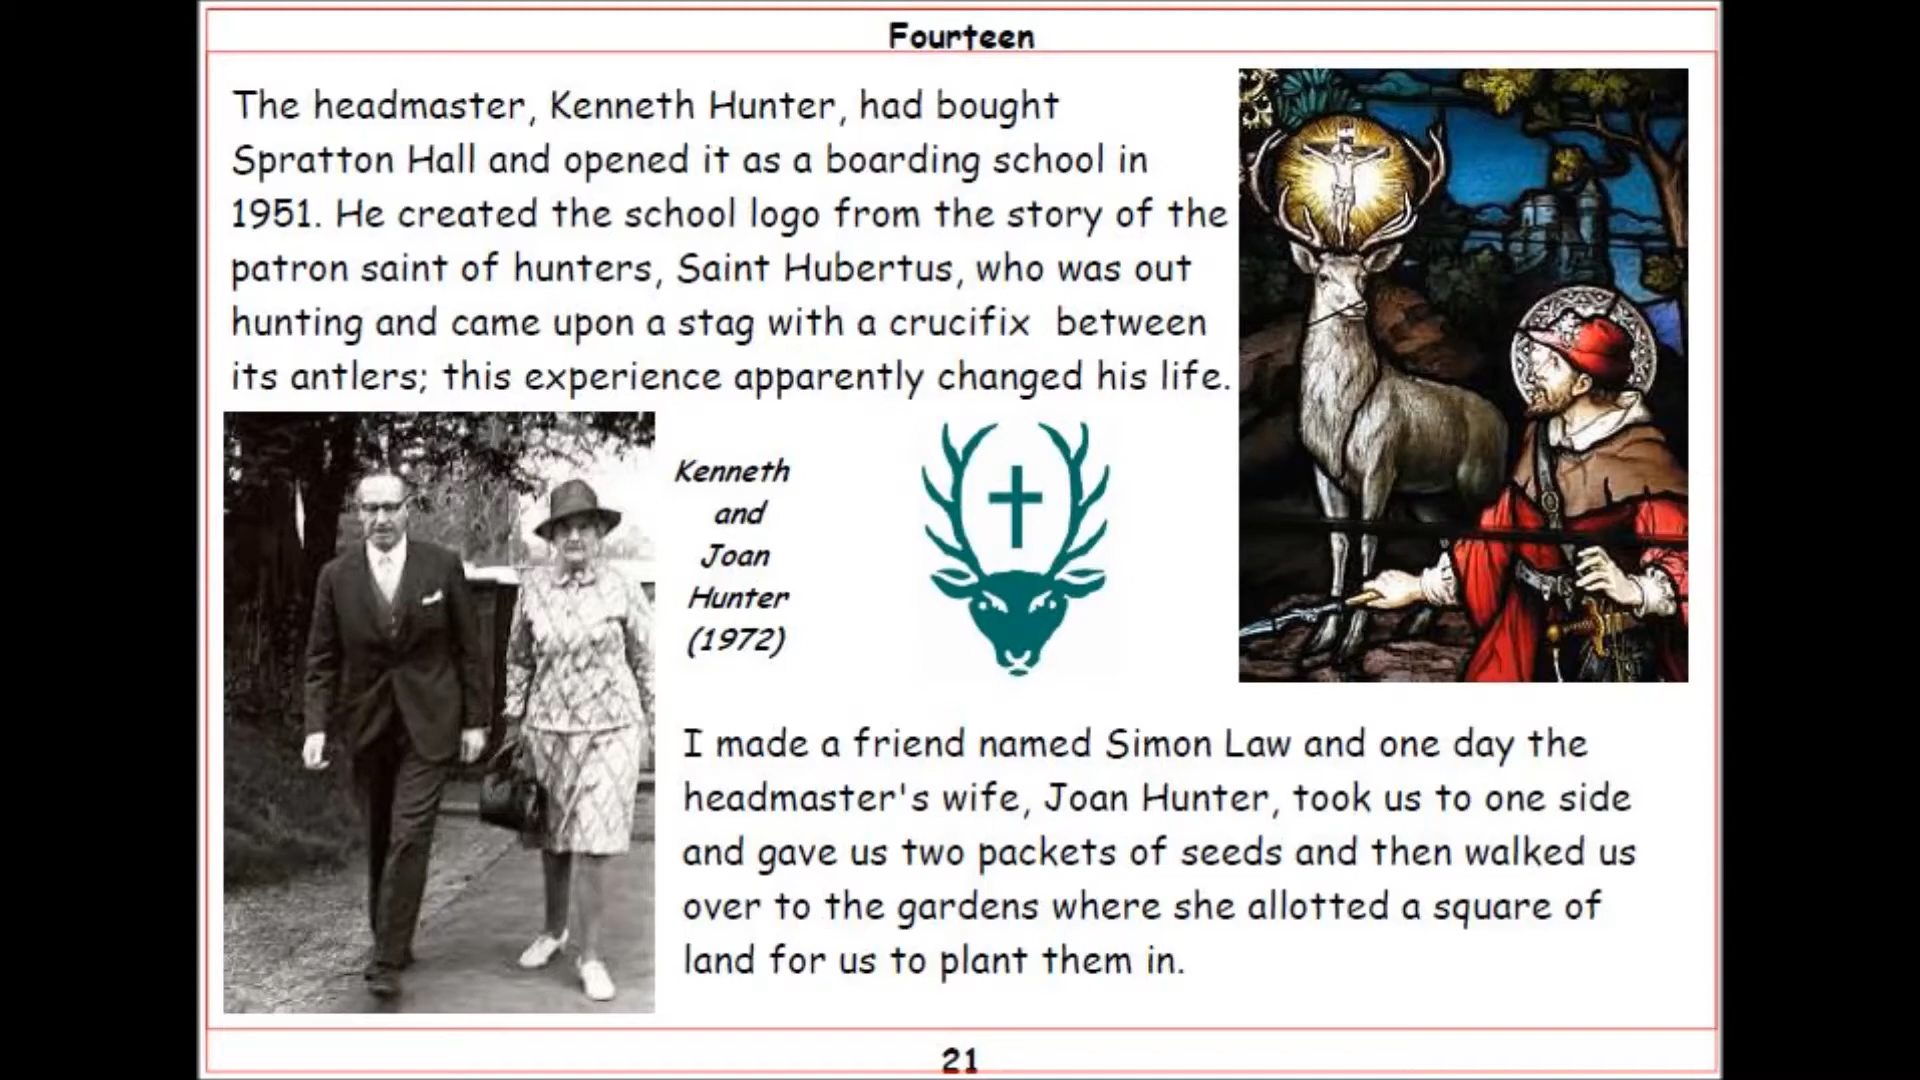 Fourteen
The headmaster, Kenneth Hunter, had bought
Spratton Hall and opened it as a boarding school in
1951. He created the school logo from the story of the
patron saint of hunters, Saint Hubertus, who was out
hunting and came upon a stag with a crucifix between
its antlers; this experience apparently changed his life.
Kenneth
and
Joan
Hunter
(1972)
I made a friend named Simon Law and one day the
headmaster's wife, Joan Hunter, took us to one side
and gave us two packets of seeds and then walked us
over to the gardens where she allotted a square of
land for us to plant them in.
21